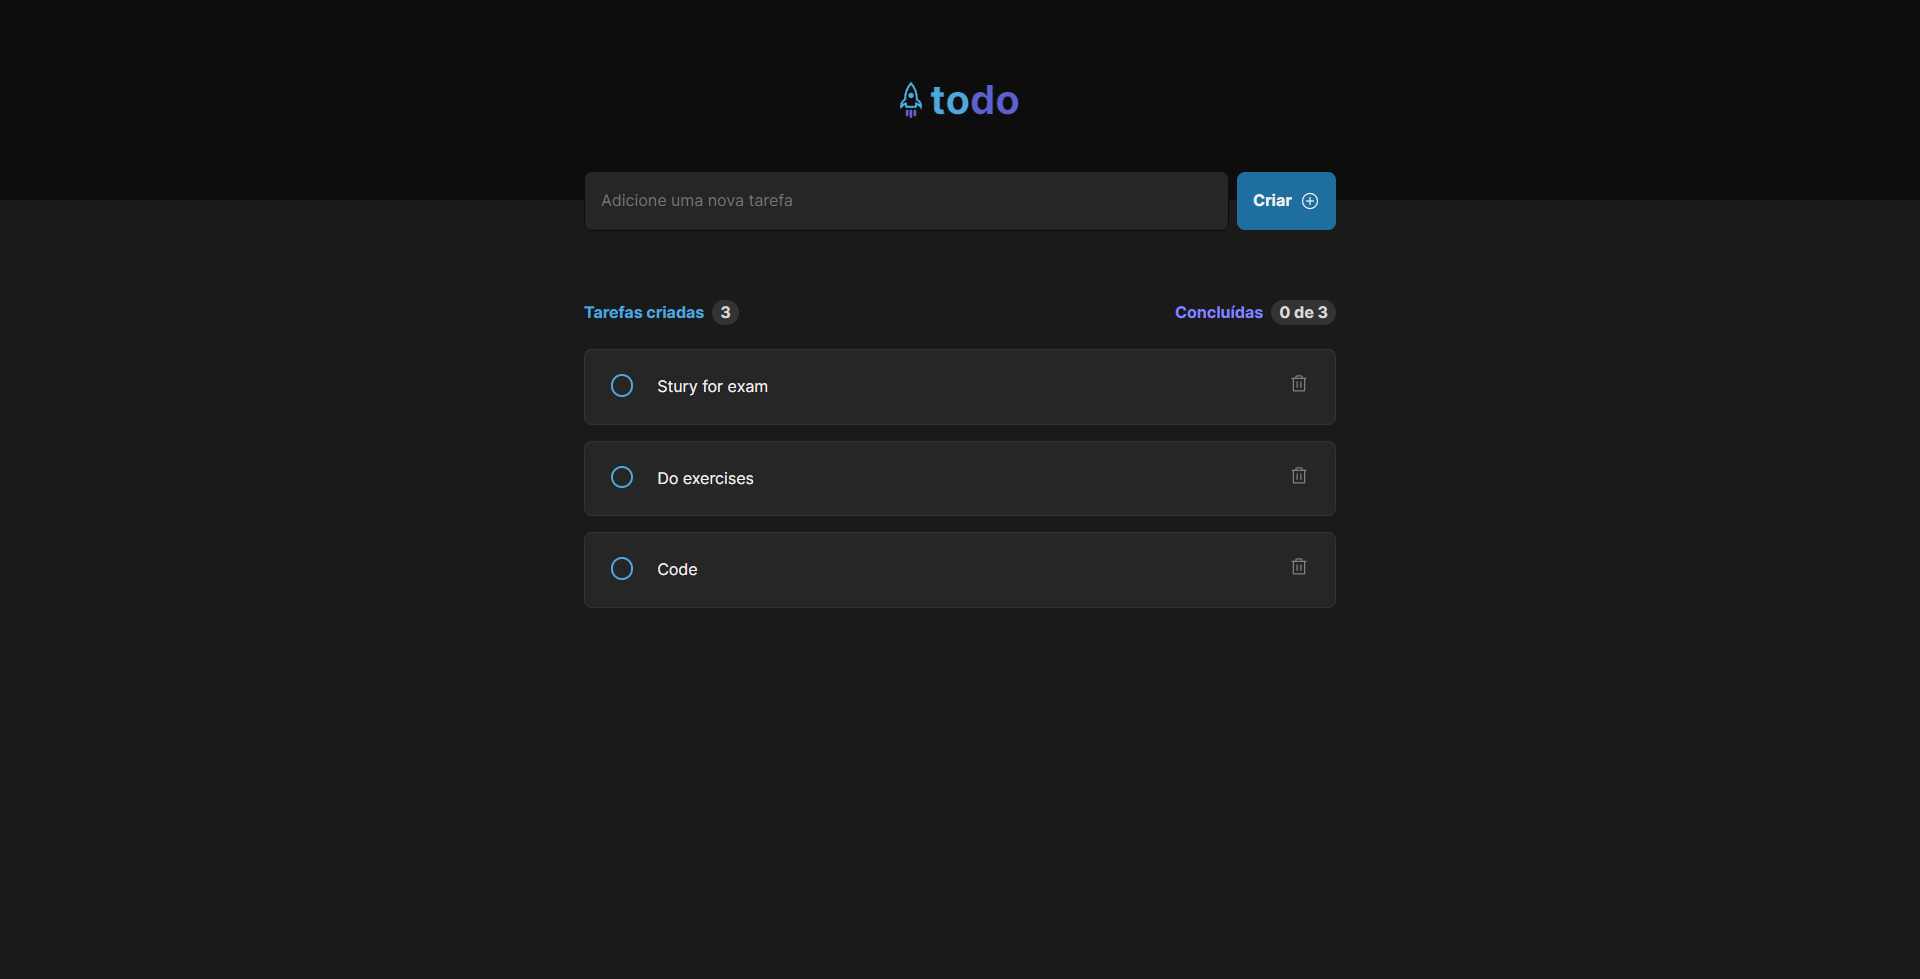 todo
Adicione uma nova tarefa
Criar
Tarefas criadas 3
Concluídas 0 de 3
Stury for exam
Do exercises
Code